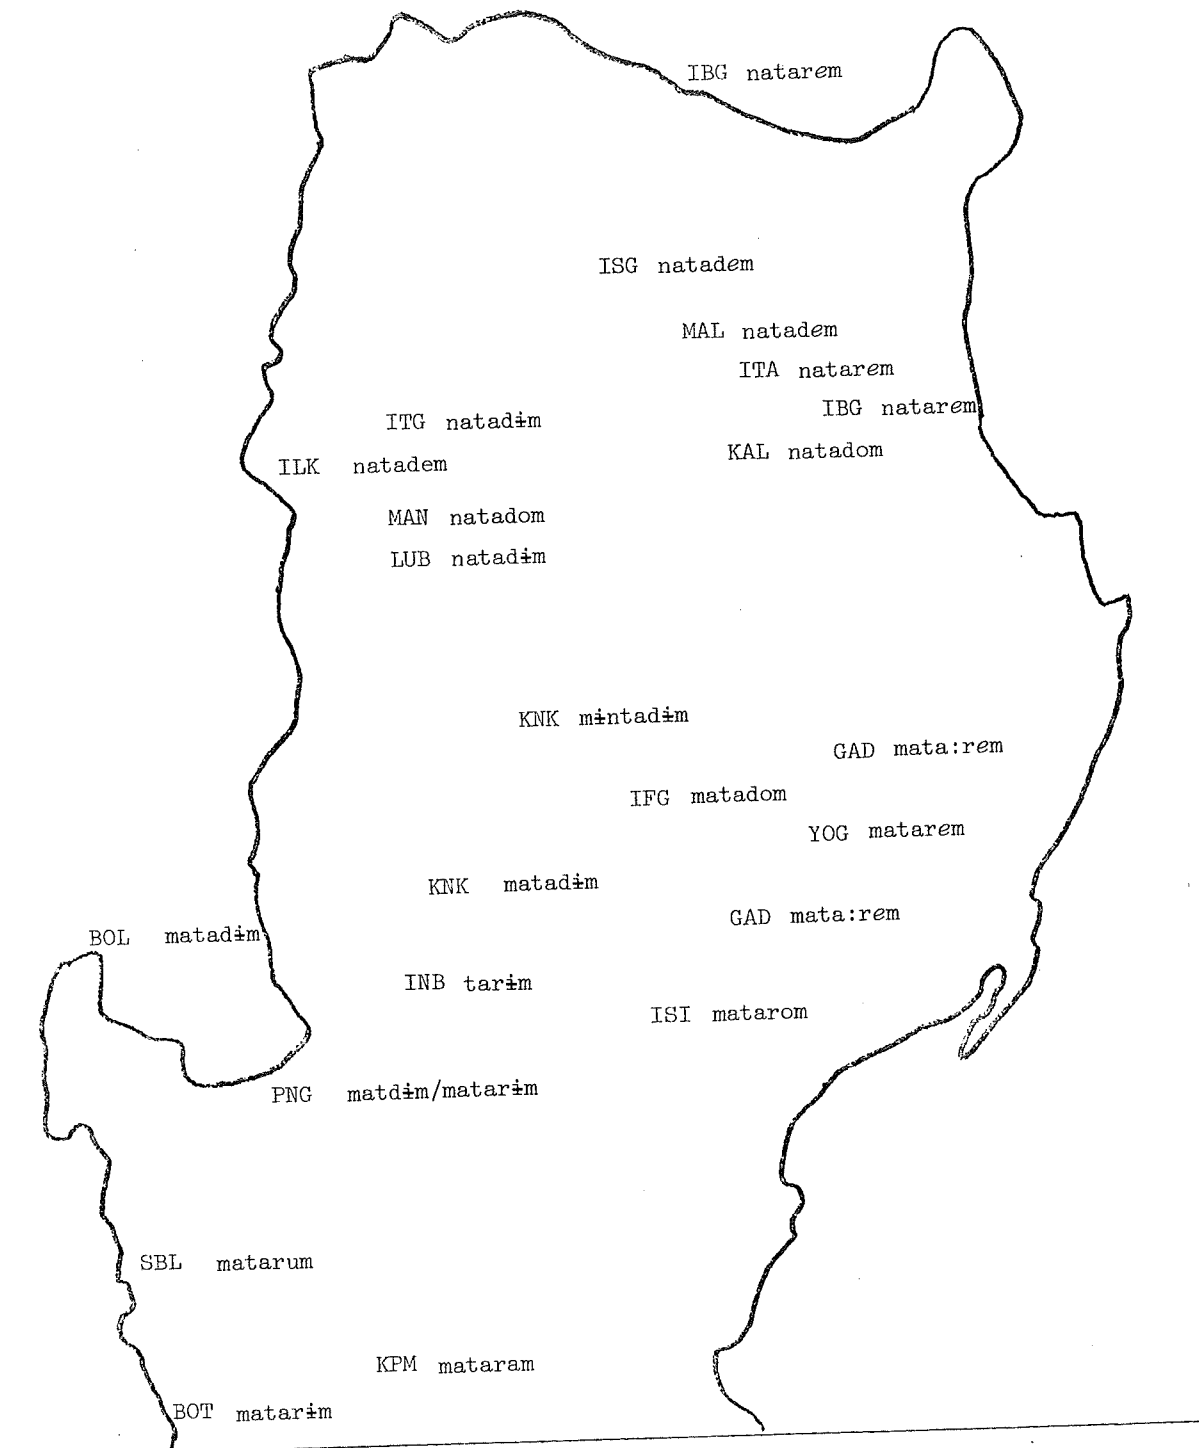 IBG natarem
ISG natadem
MAL natadem
ITA natarem
IBG natarem
ITG natadɨm
KAL natadom
ILK natadem
MAN natadom
LUB natadɨm
KNK mɨntadɨm
GAD mata:rem
IFG matadom
YOG matarem
KNK matadɨm
GAD mata:rem
BOL matadɨm
INB tarɨm
ISI matarom
PNG matdɨm/matarɨm
SBL matarum
KPM mataram
BOT matarɨm